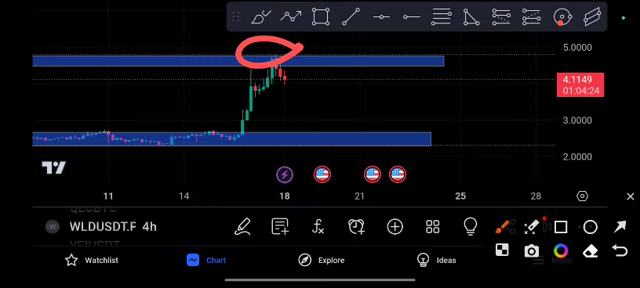 5.0000
4.1149
01:04:24
3.0000
2.0000
11 14 18 21 25 28
WLDUSDT.P 4h
Watchlist Chart Explore Ideas